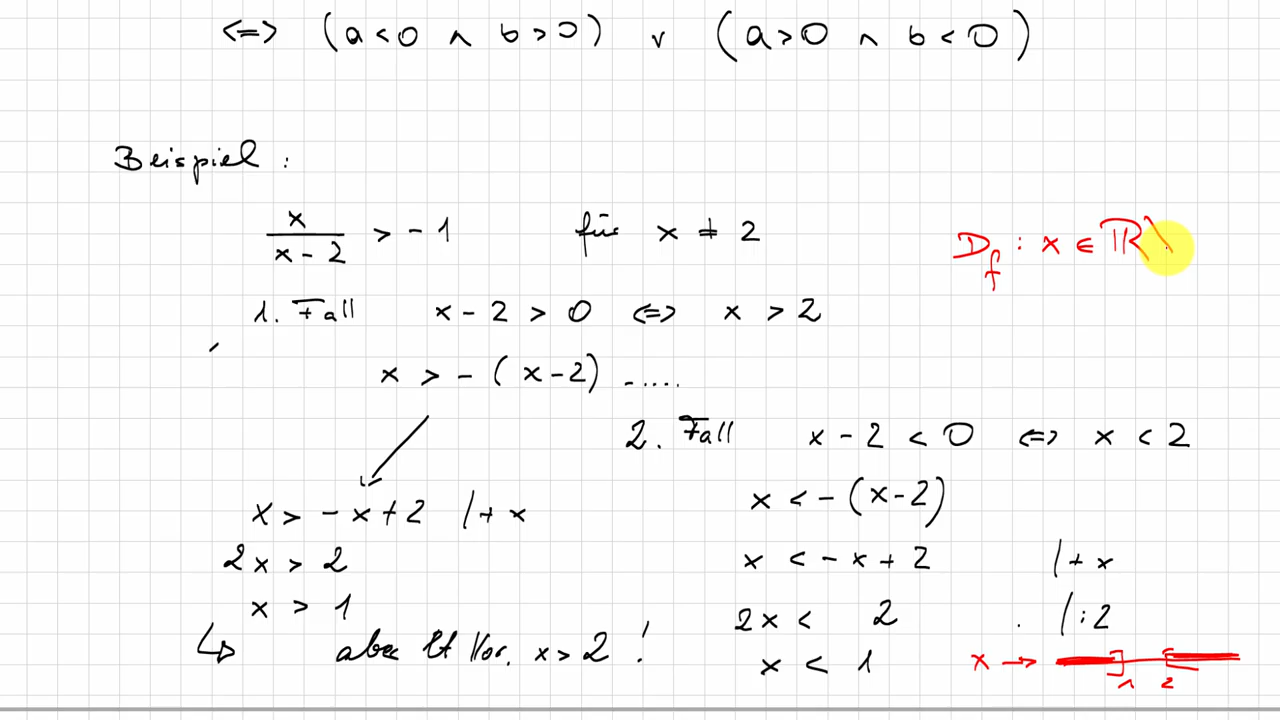 <=> (a < 0 ∧ b > 0) ∨ (a > 0 ∧ b < 0)
Beispiel :
x / (x - 2) > - 1 für x ≠ 2
D_f : x ∈ ℝ \
1. Fall x - 2 > 0 <=> x > 2
x > - (x - 2) .....
2. Fall x - 2 < 0 <=> x < 2
x > - x + 2 | + x
2x > 2
x > 1
↳ aber lt Vor. x > 2 !
x < - (x - 2)
x < - x + 2 | + x
2x < 2 | : 2
x < 1
x → ] 1 [ 2